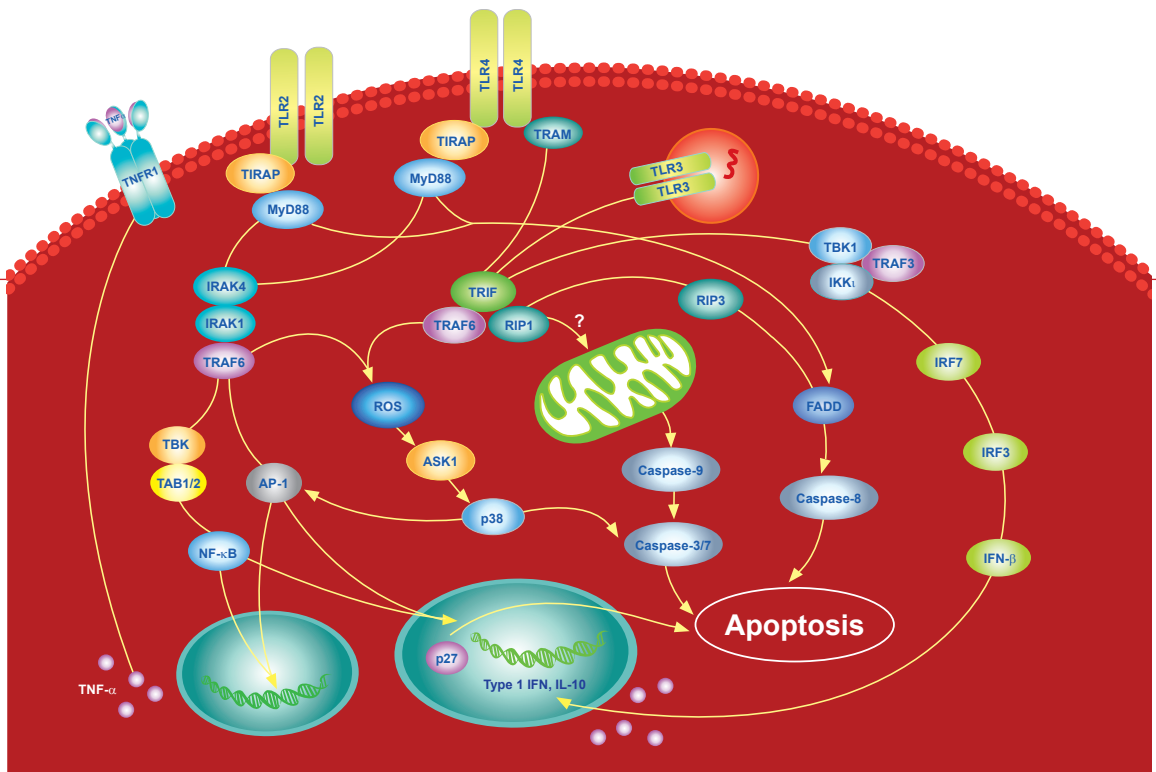 TLR4
TLR4
TLR2
TLR2
TNFα
TNFR1
TIRAP
TRAM
TIRAP
MyD88
TLR3
TLR3
MyD88
TBK1
TRAF3
IKKι
IRAK4
TRIF
RIP3
IRAK1
TRAF6
RIP1
?
TRAF6
IRF7
ROS
FADD
TBK
ASK1
IRF3
TAB1/2
AP-1
Caspase-9
Caspase-8
p38
NF-κB
Caspase-3/7
IFN-β
Apoptosis
p27
TNF-α
Type 1 IFN, IL-10